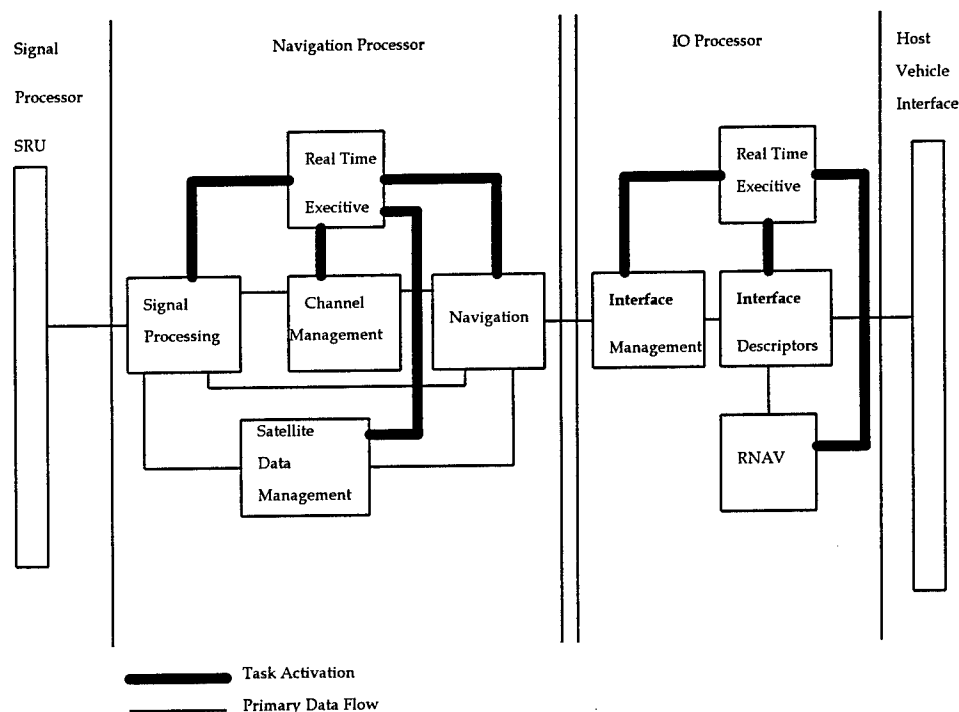 Signal
Processor
SRU
Navigation Processor
Real Time
Execitive
Signal
Processing
Channel
Management
Navigation
Satellite
Data
Management
IO Processor
Real Time
Execitive
Interface
Management
Interface
Descriptors
RNAV
Host
Vehicle
Interface
Task Activation
Primary Data Flow